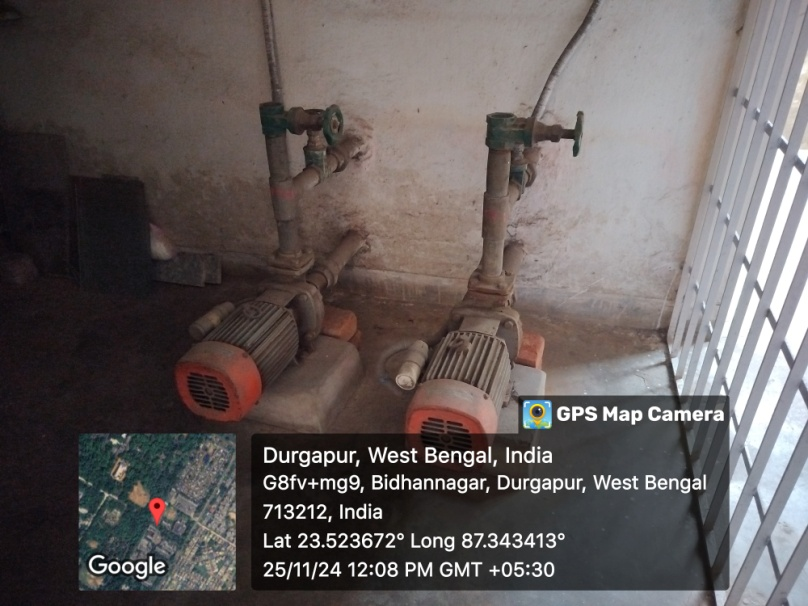 GPS Map Camera
Durgapur, West Bengal, India
G8fv+mg9, Bidhannagar, Durgapur, West Bengal
713212, India
Lat 23.523672° Long 87.343413°
25/11/24 12:08 PM GMT +05:30
Google